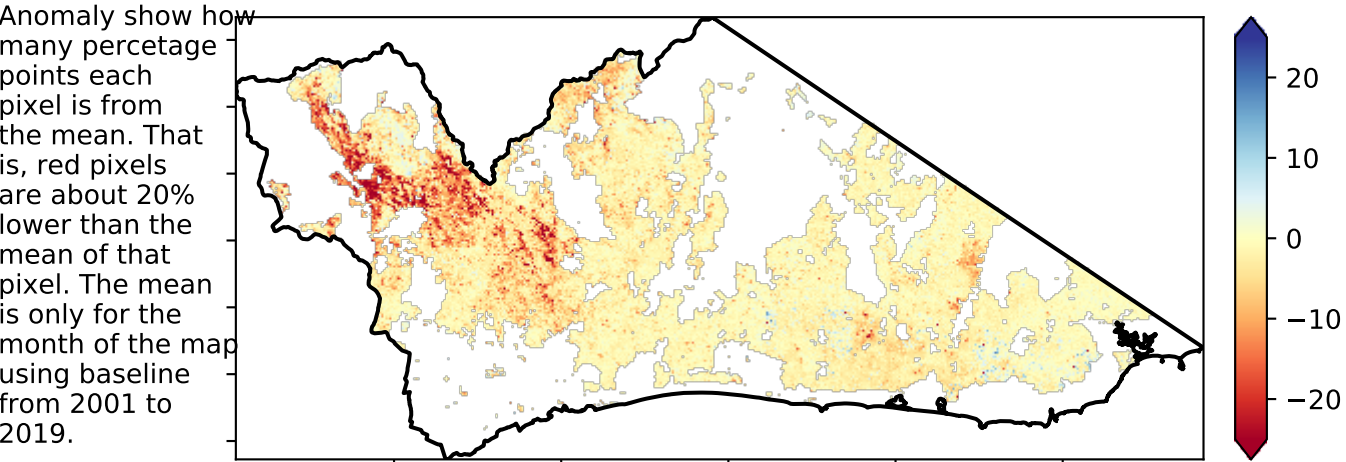 Anomaly show how
many percetage
points each
pixel is from
the mean. That
is, red pixels
are about 20%
lower than the
mean of that
pixel. The mean
is only for the
month of the map
using baseline
from 2001 to
2019.
20
10
0
−10
−20